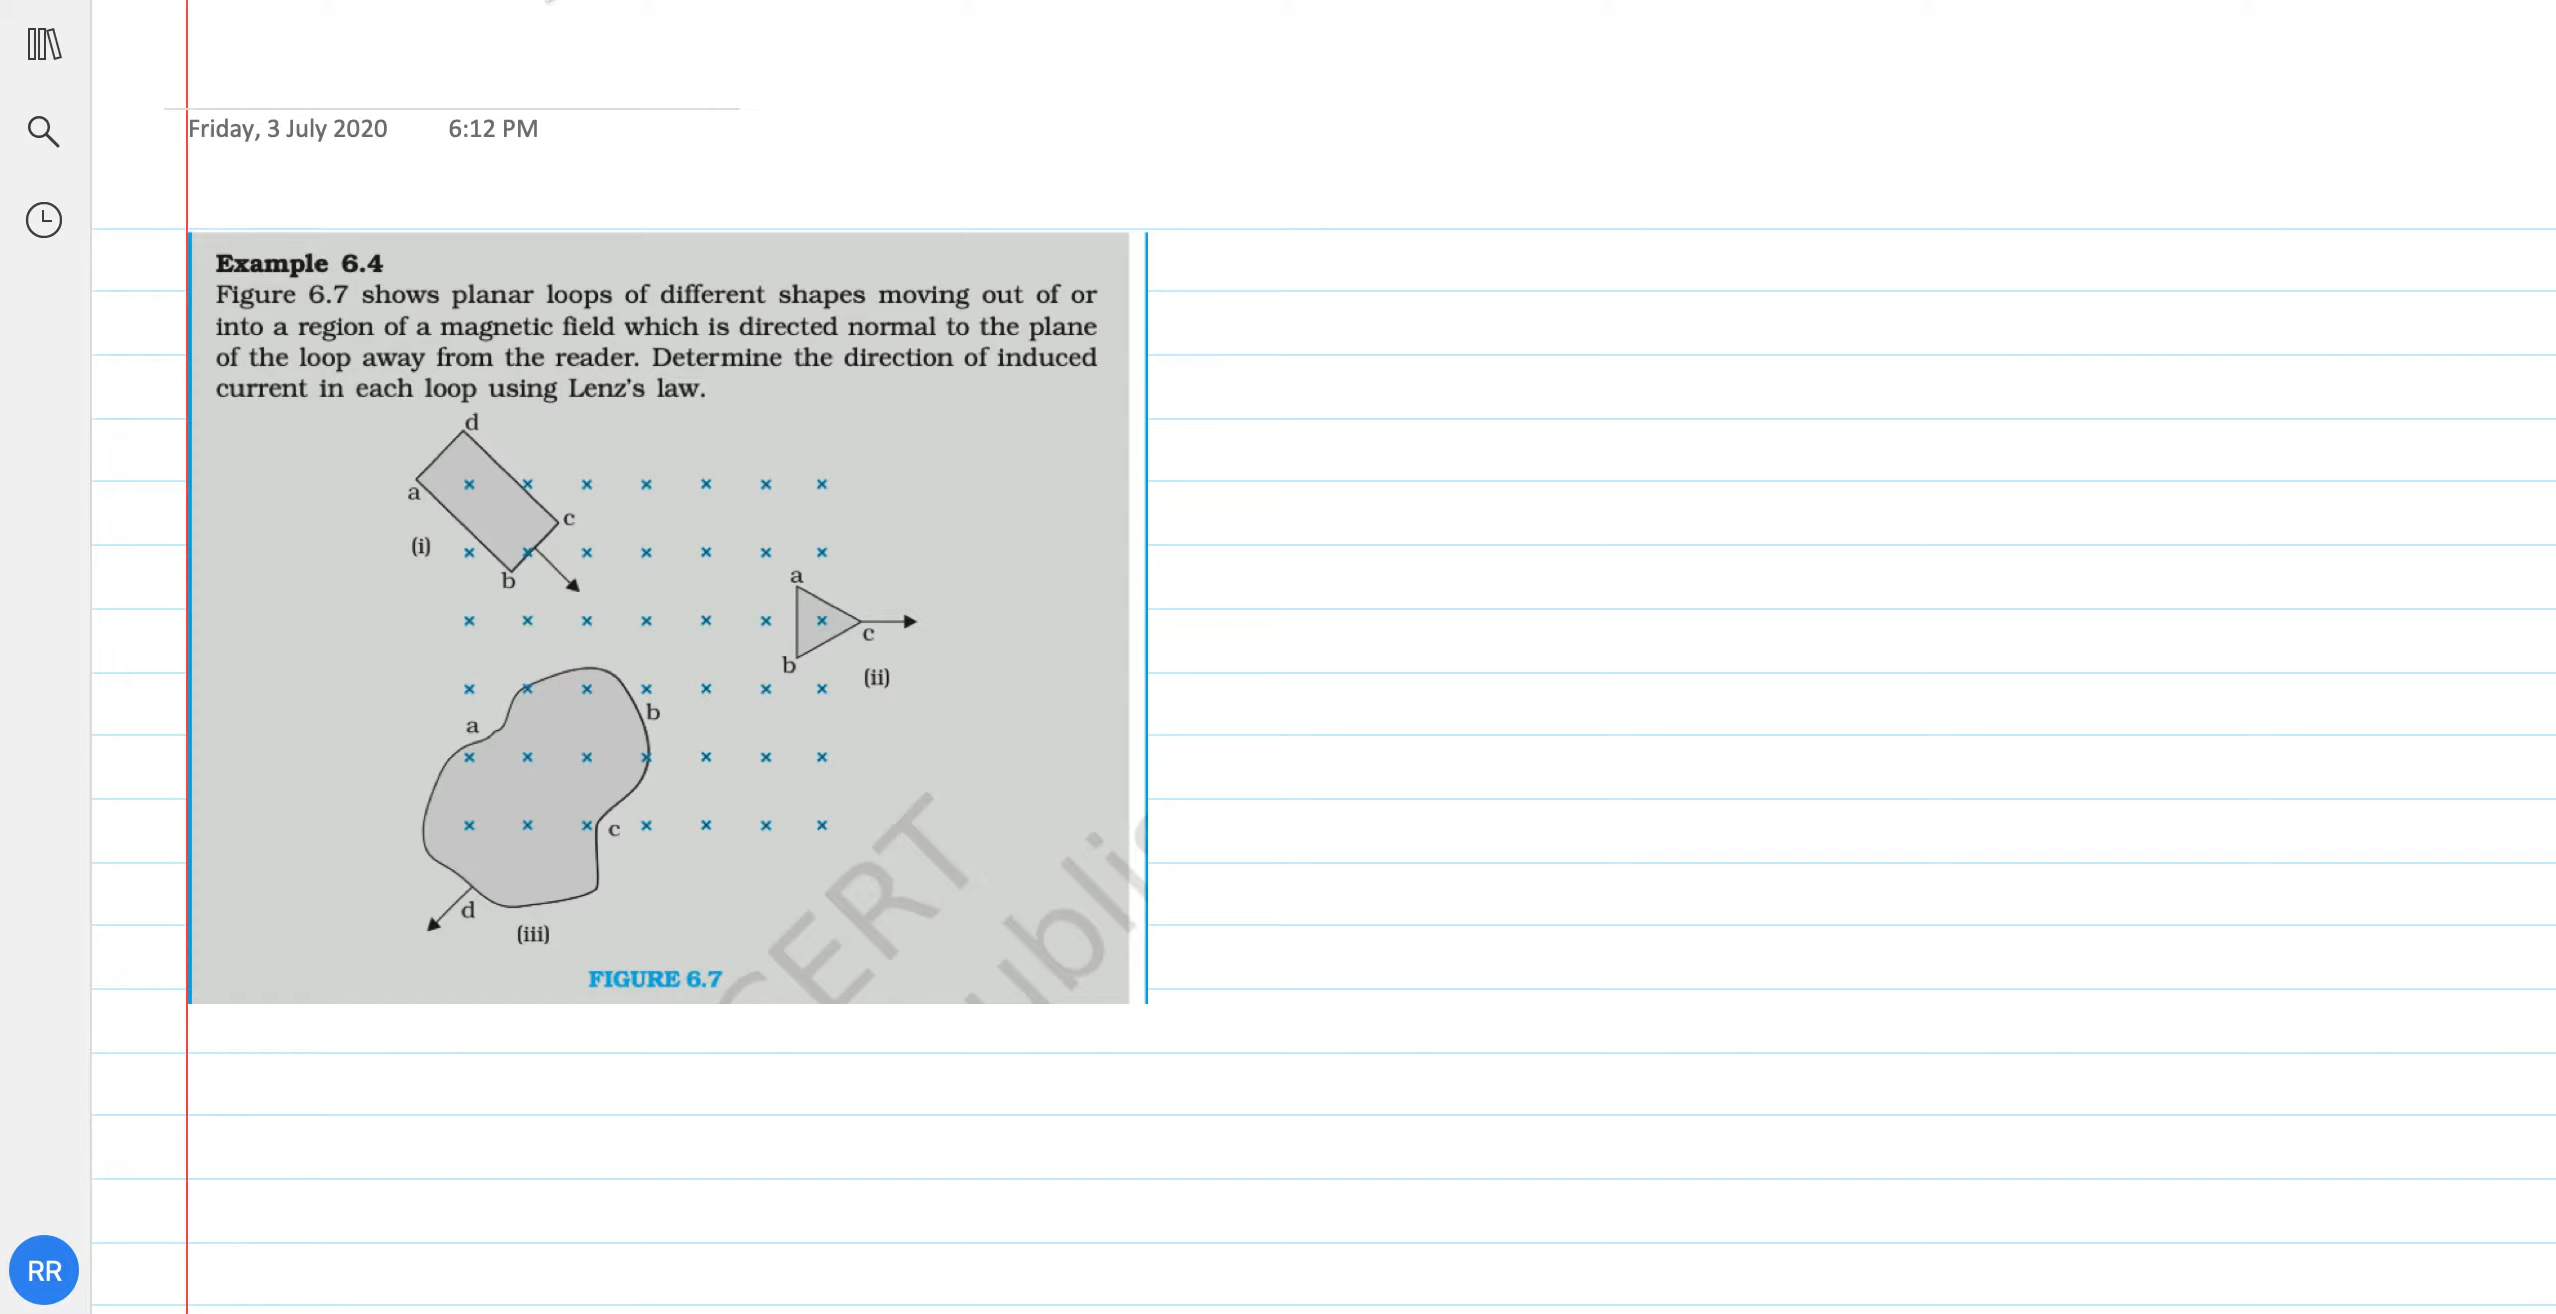 Friday, 3 July 2020 6:12 PM
Example 6.4
Figure 6.7 shows planar loops of different shapes moving out of or
into a region of a magnetic field which is directed normal to the plane
of the loop away from the reader. Determine the direction of induced
current in each loop using Lenz's law.
d
a
c
(i)
b
a
c
b
(ii)
b
a
c
d
(iii)
FIGURE 6.7
CERT
ublis
RR